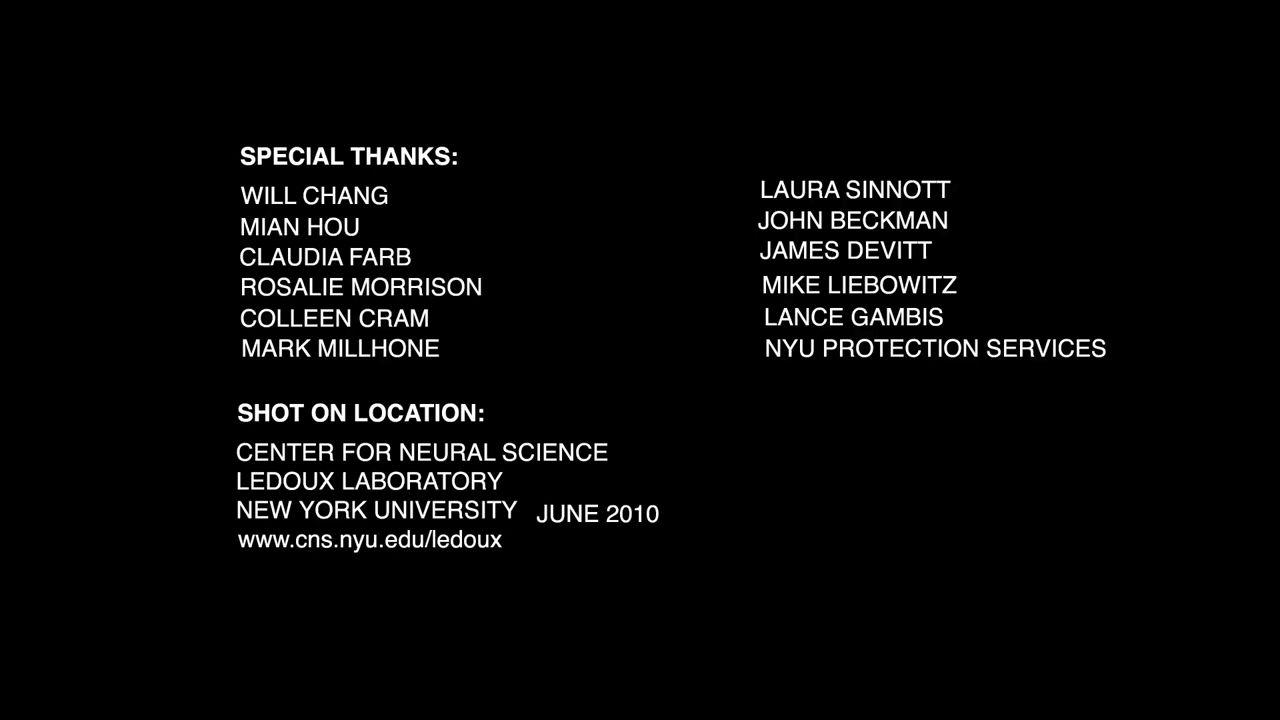 SPECIAL THANKS:
WILL CHANG
MIAN HOU
CLAUDIA FARB
ROSALIE MORRISON
COLLEEN CRAM
MARK MILLHONE
LAURA SINNOTT
JOHN BECKMAN
JAMES DEVITT
MIKE LIEBOWITZ
LANCE GAMBIS
NYU PROTECTION SERVICES
SHOT ON LOCATION:
CENTER FOR NEURAL SCIENCE
LEDOUX LABORATORY
NEW YORK UNIVERSITY JUNE 2010
www.cns.nyu.edu/ledoux